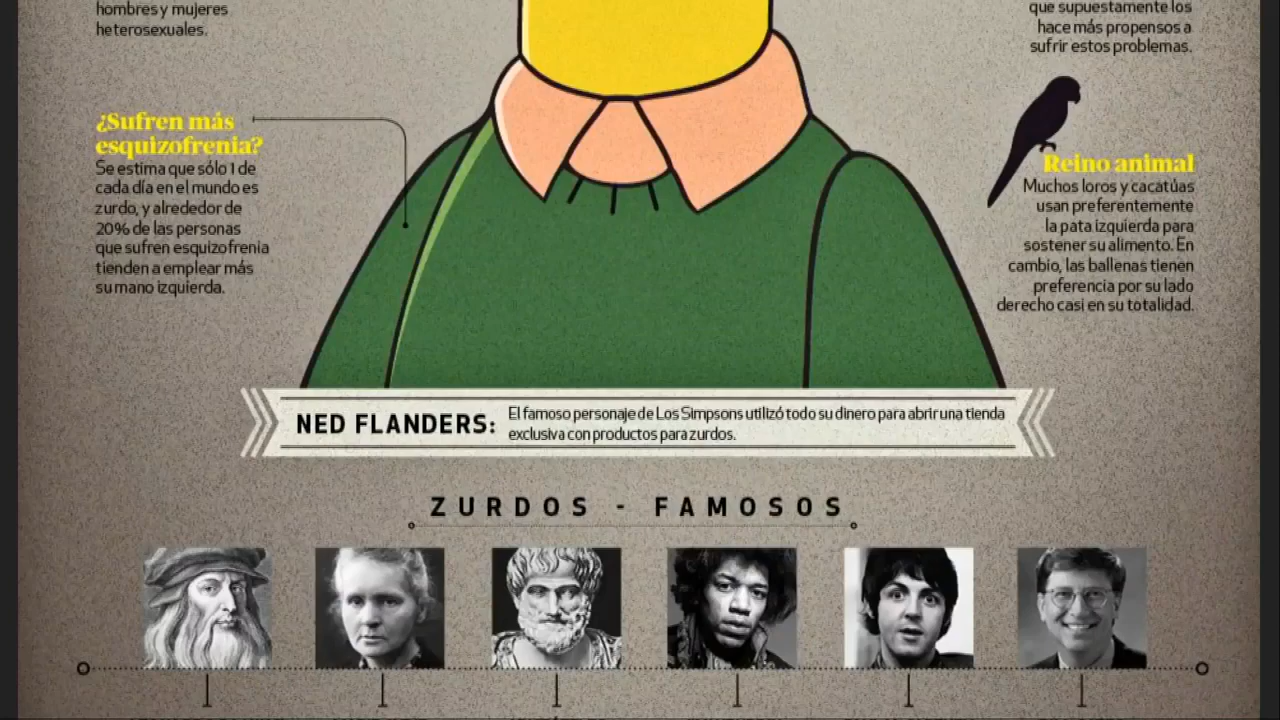 hombres y mujeres
heterosexuales.
que supuestamente los
hace más propensos a
sufrir estos problemas.
¿Sufren más
esquizofrenia?
Se estima que sólo 1 de
cada día en el mundo es
zurdo, y alrededor de
20% de las personas
que sufren esquizofrenia
tienden a emplear más
su mano izquierda.
Reino animal
Muchos loros y cacatúas
usan preferentemente
la pata izquierda para
sostener su alimento. En
cambio, las ballenas tienen
preferencia por su lado
derecho casi en su totalidad.
NED FLANDERS: El famoso personaje de Los Simpsons utilizó todo su dinero para abrir una tienda
exclusiva con productos para zurdos.
ZURDOS - FAMOSOS